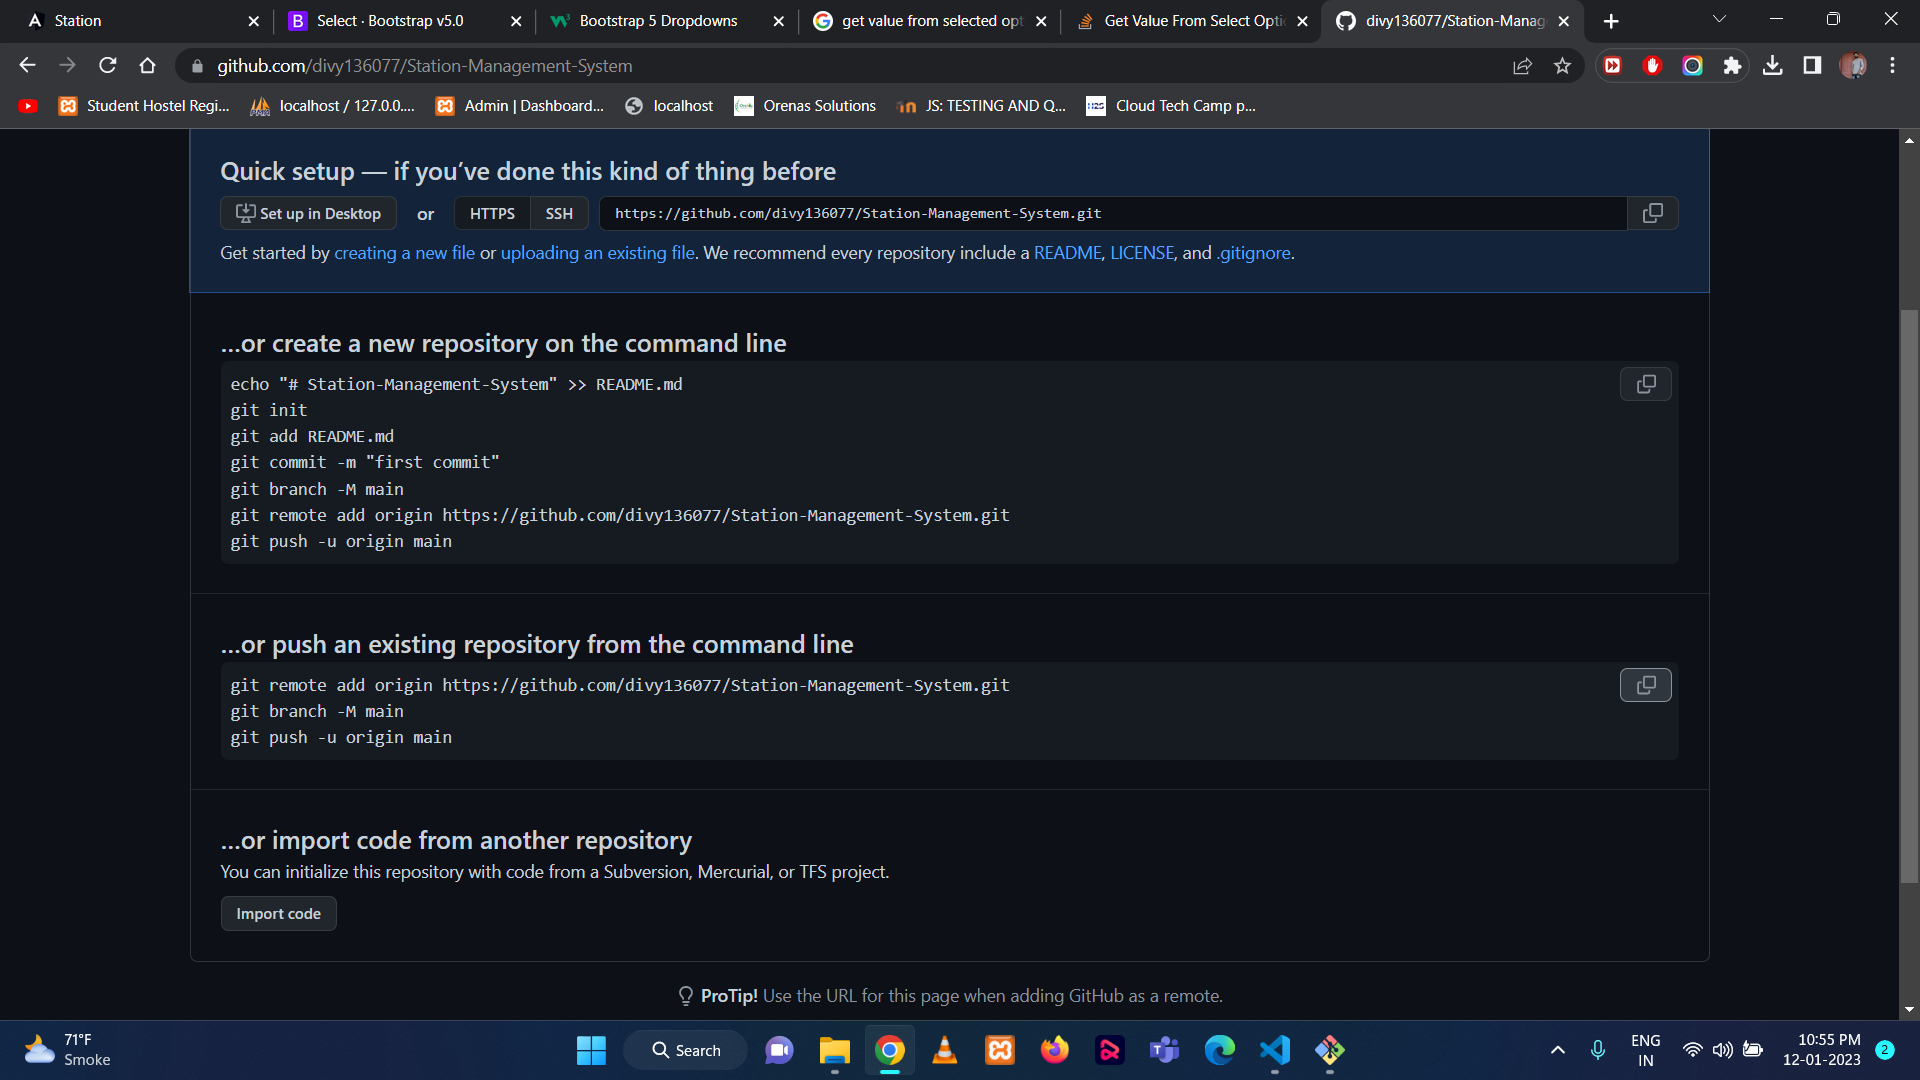 Station
Select · Bootstrap v5.0
Bootstrap 5 Dropdowns
get value from selected opt
Get Value From Select Opti
divy136077/Station-Manag
github.com/divy136077/Station-Management-System
Student Hostel Regi...
localhost / 127.0.0....
Admin | Dashboard...
localhost
Orenas Solutions
JS: TESTING AND Q...
Cloud Tech Camp p...
Quick setup — if you’ve done this kind of thing before
Set up in Desktop or HTTPS SSH https://github.com/divy136077/Station-Management-System.git
Get started by creating a new file or uploading an existing file. We recommend every repository include a README, LICENSE, and .gitignore.
…or create a new repository on the command line
echo "# Station-Management-System" >> README.md
git init
git add README.md
git commit -m "first commit"
git branch -M main
git remote add origin https://github.com/divy136077/Station-Management-System.git
git push -u origin main
…or push an existing repository from the command line
git remote add origin https://github.com/divy136077/Station-Management-System.git
git branch -M main
git push -u origin main
…or import code from another repository
You can initialize this repository with code from a Subversion, Mercurial, or TFS project.
Import code
ProTip! Use the URL for this page when adding GitHub as a remote.
71°F
Smoke
Search
ENG
IN
10:55 PM
12-01-2023
2